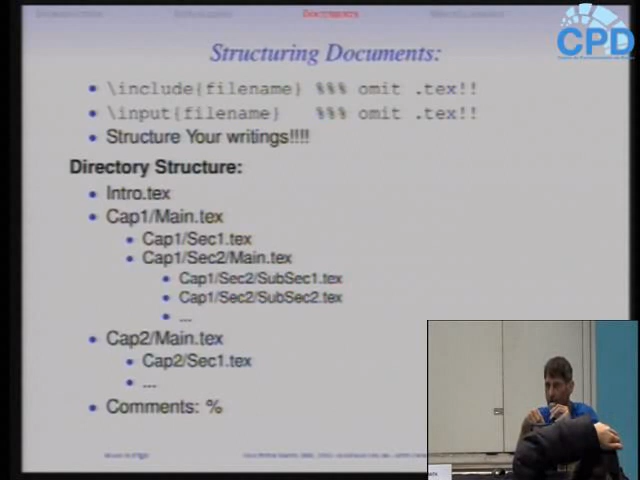 CPD
Structuring Documents:
\include{filename} %%% omit .tex!!
\input{filename} %%% omit .tex!!
Structure Your writings!!!!
Directory Structure:
Intro.tex
Cap1/Main.tex
Cap1/Sec1.tex
Cap1/Sec2/Main.tex
Cap1/Sec2/SubSec1.tex
Cap1/Sec2/SubSec2.tex
...
Cap2/Main.tex
Cap2/Sec1.tex
...
Comments: %